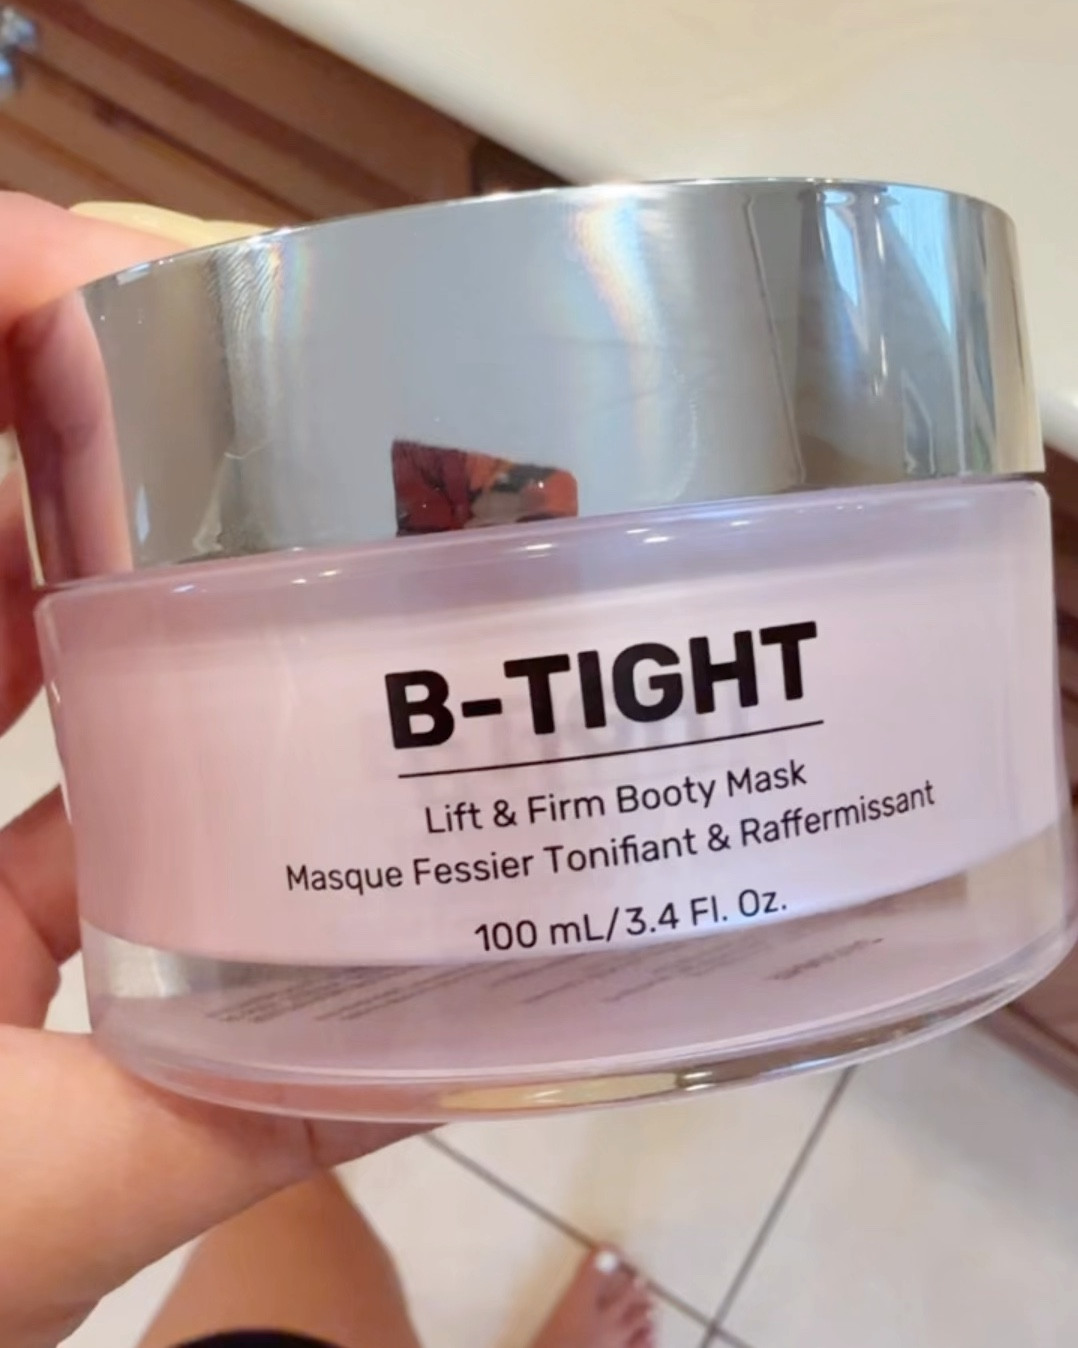 B-TIGHT
Lift & Firm Booty Mask
Masque Fessier Tonifiant & Raffermissant
100 mL/3.4 Fl. Oz.